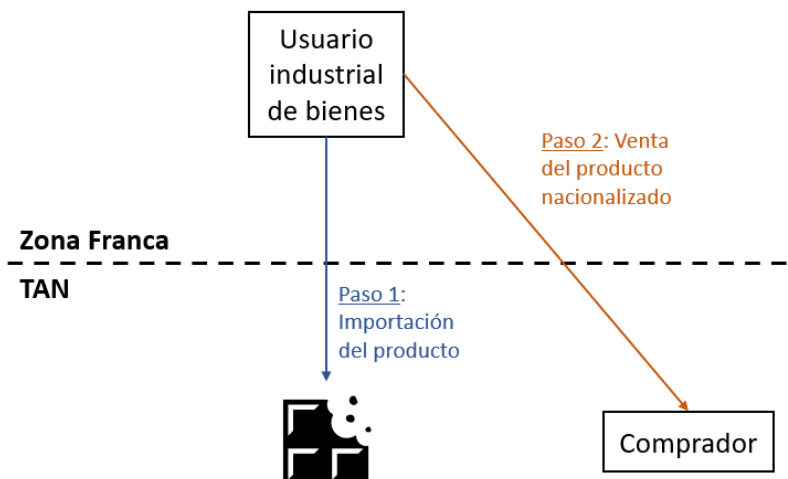 Usuario
industrial
de bienes
Paso 2: Venta
del producto
nacionalizado
Zona Franca
TAN
Paso 1:
Importación
del producto
Comprador